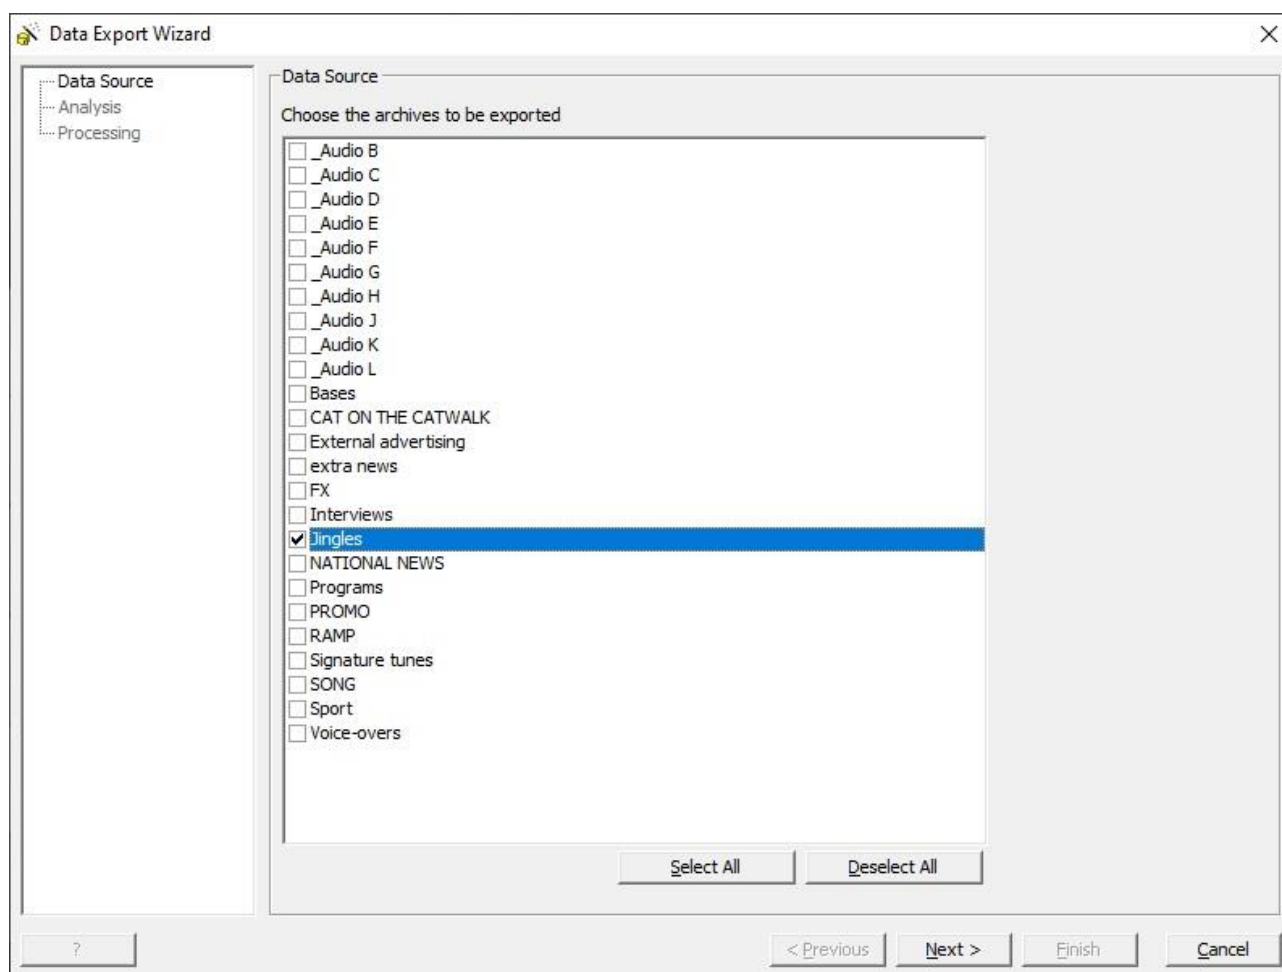 Data Export Wizard
Data Source
Analysis
Processing
Data Source
Choose the archives to be exported
_Audio B
_Audio C
_Audio D
_Audio E
_Audio F
_Audio G
_Audio H
_Audio J
_Audio K
_Audio L
Bases
CAT ON THE CATWALK
External advertising
extra news
FX
Interviews
Jingles
NATIONAL NEWS
Programs
PROMO
RAMP
Signature tunes
SONG
Sport
Voice-overs
Select All Deselect All
? < Previous Next > Finish Cancel